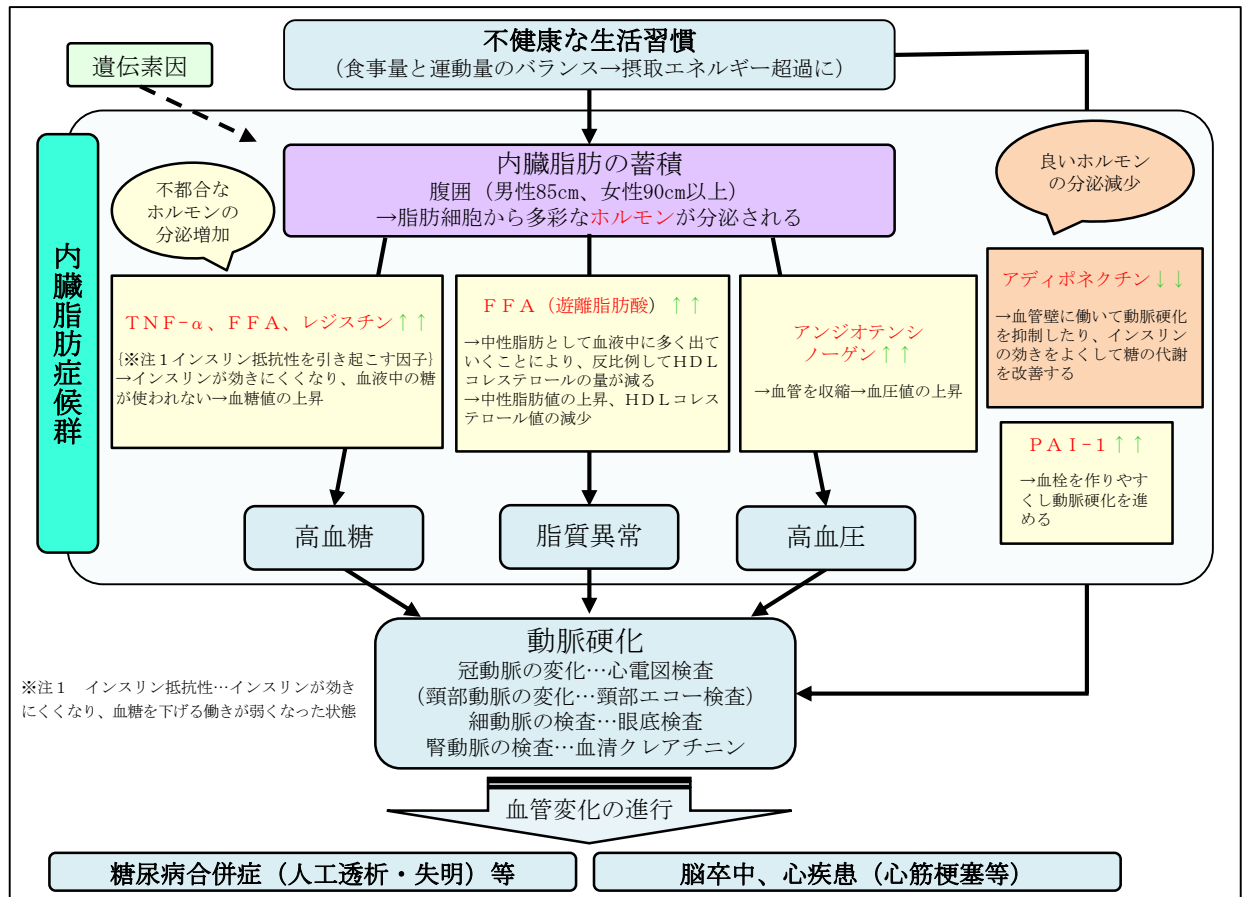 不健康な生活習慣
(食事量と運動量のバランス→摂取エネルギー超過に)
遺伝素因
内臓脂肪症候群
不都合な
ホルモンの
分泌増加
内臓脂肪の蓄積
腹囲（男性85cm、女性90cm以上）
→脂肪細胞から多彩なホルモンが分泌される
良いホルモン
の分泌減少
ＴＮＦ-α、ＦＦＡ、レジスチン↑↑
{※注１インスリン抵抗性を引き起こす因子}
→インスリンが効きにくくなり、血液中の糖
が使われない→血糖値の上昇
ＦＦＡ（遊離脂肪酸）↑↑
→中性脂肪として血液中に多く出て
いくことにより、反比例してＨＤＬ
コレステロールの量が減る
→中性脂肪値の上昇、ＨＤＬコレス
テロール値の減少
アンジオテンシ
ノーゲン↑↑
→血管を収縮→血圧値の上昇
アディポネクチン↓↓
→血管壁に働いて動脈硬化
を抑制したり、インスリン
の効きをよくして糖の代謝
を改善する
ＰＡＩ-１↑↑
→血栓を作りやす
くし動脈硬化を進
める
高血糖
脂質異常
高血圧
動脈硬化
冠動脈の変化…心電図検査
(頸部動脈の変化…頸部エコー検査)
細動脈の検査…眼底検査
腎動脈の検査…血清クレアチニン
※注１　インスリン抵抗性…インスリンが効き
にくくなり、血糖を下げる働きが弱くなった状態
血管変化の進行
糖尿病合併症（人工透析・失明）等
脳卒中、心疾患（心筋梗塞等）